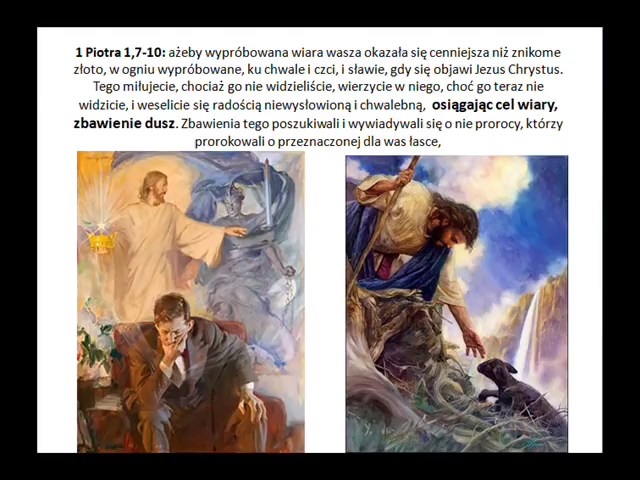 1 Piotra 1,7-10: ażeby wypróbowana wiara wasza okazała się cenniejsza niż znikome
złoto, w ogniu wypróbowane, ku chwale i czci, i sławie, gdy się objawi Jezus Chrystus.
Tego miłujecie, chociaż go nie widzieliście, wierzycie w niego, choć go teraz nie
widzicie, i weselicie się radością niewysłowioną i chwalebną, osiągając cel wiary,
zbawienie dusz. Zbawienia tego poszukiwali i wywiadywali się o nie prorocy, którzy
prorokowali o przeznaczonej dla was łasce,